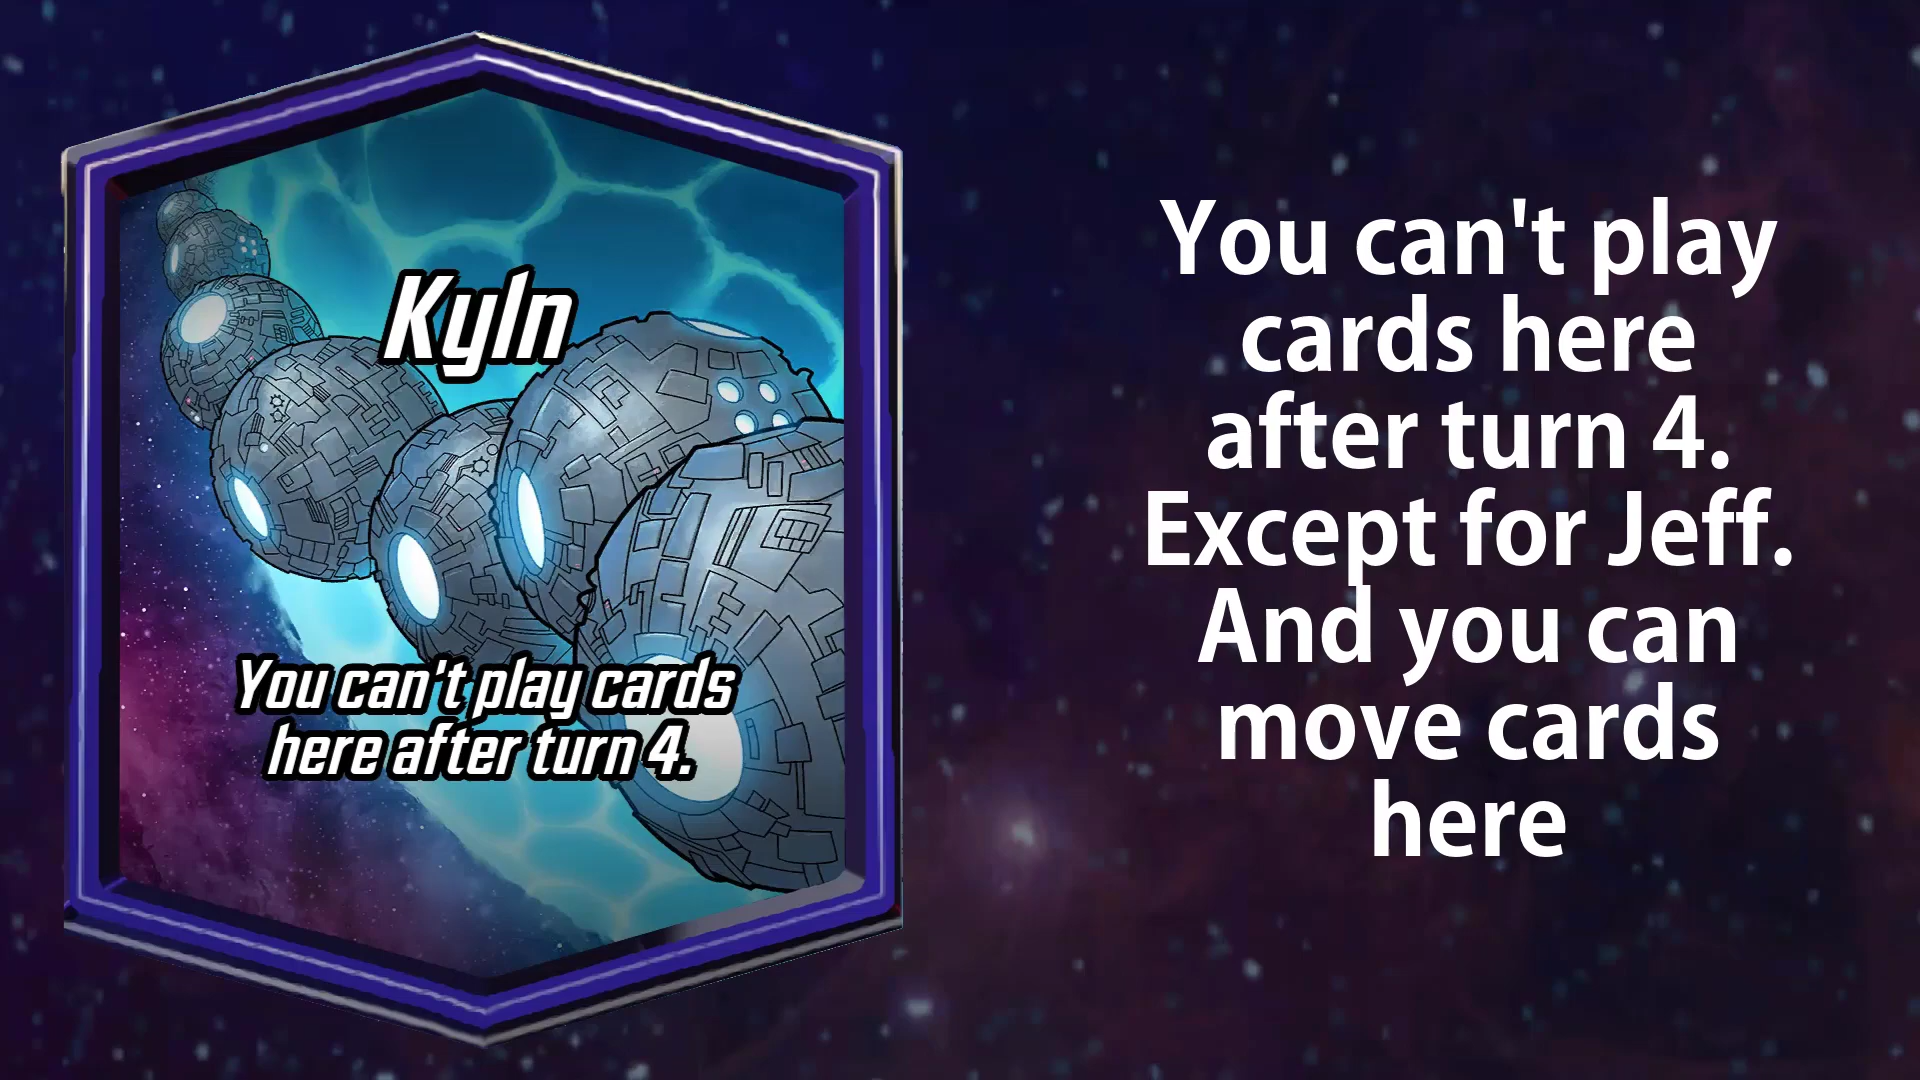 Kyln
You can't play cards
here after turn 4.
You can't play
cards here
after turn 4.
Except for Jeff.
And you can
move cards
here